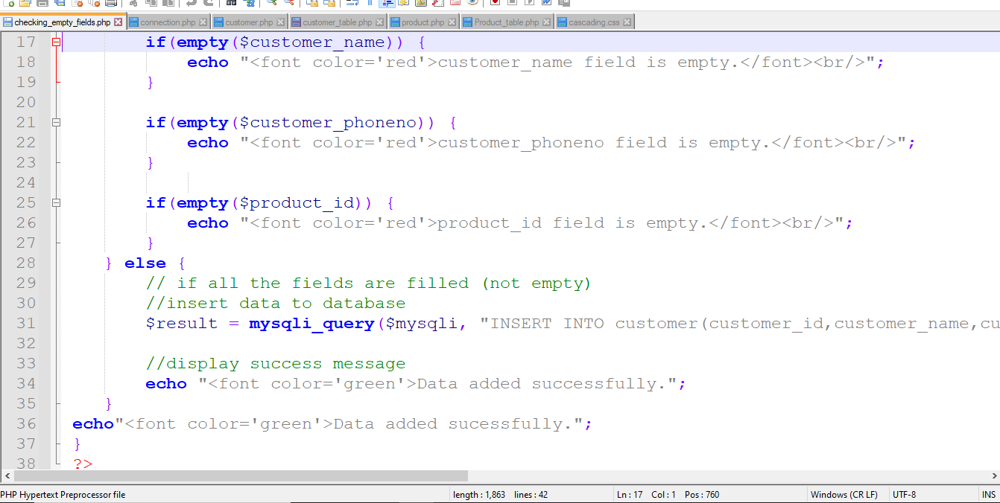 checking_empty_fields.php connection.php customer.php customer_table.php product.php Product_table.php cascading.css
17 if(empty($customer_name)) {
18 echo "<font color='red'>customer_name field is empty.</font><br/>";
19 }
20
21 if(empty($customer_phoneno)) {
22 echo "<font color='red'>customer_phoneno field is empty.</font><br/>";
23 }
24
25 if(empty($product_id)) {
26 echo "<font color='red'>product_id field is empty.</font><br/>";
27 }
28 } else {
29 // if all the fields are filled (not empty)
30 //insert data to database
31 $result = mysqli_query($mysqli, "INSERT INTO customer(customer_id,customer_name,cu
32
33 //display success message
34 echo "<font color='green'>Data added successfully.";
35 }
36 echo"<font color='green'>Data added sucessfully.";
37 }
38 ?>
PHP Hypertext Preprocessor file length : 1,863 lines : 42 Ln : 17 Col : 1 Pos : 760 Windows (CR LF) UTF-8 INS